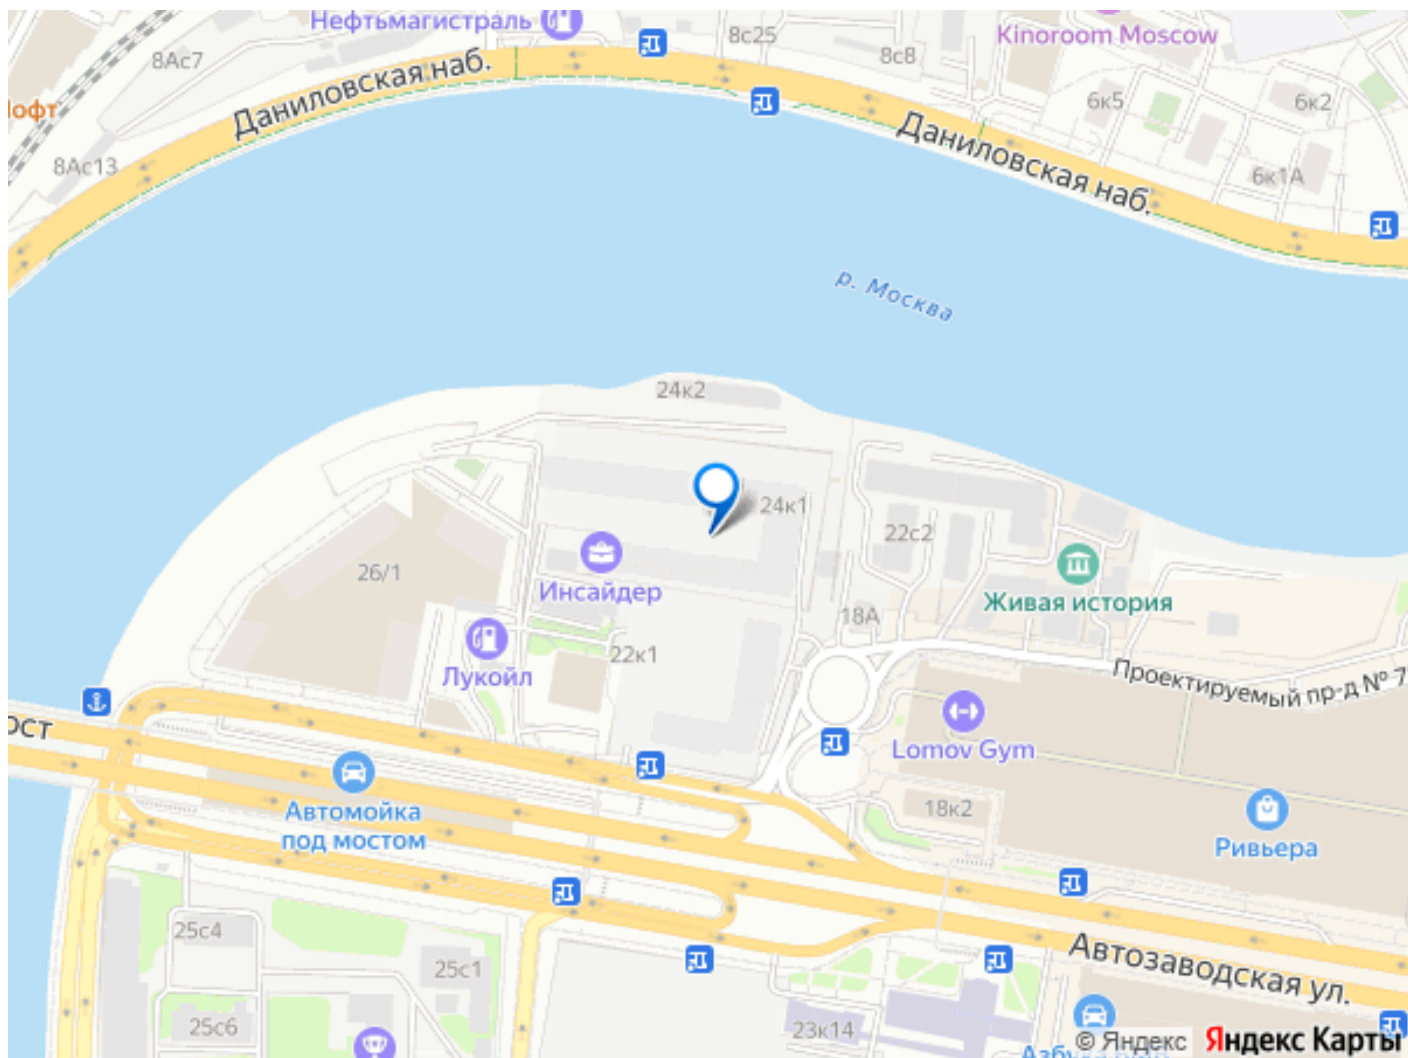 Нефтьмагистраль
8с25
Kinoroom Moscow
8Ас7
8с8
Даниловская наб.
6к5
6к2
Лофт
Даниловская наб.
8Ас13
6к1А
р. Москва
24к2
24к1
22с2
26/1
Инсайдер
Живая история
18А
22к1
Лукойл
Проектируемый пр-д № 7
ост
Lomov Gym
Автомойка
под мостом
18к2
Ривьера
25с4
25с1
Автозаводская ул.
25с6
23к14
© Яндекс
Яндекс Карты